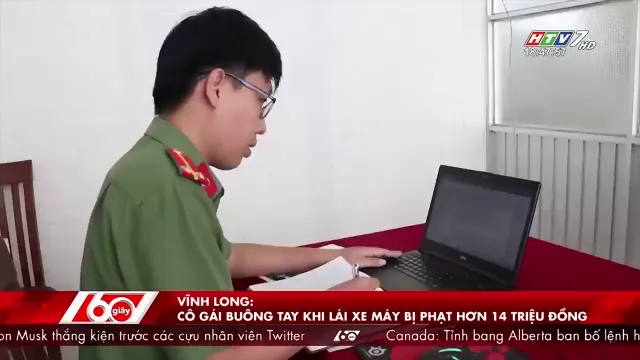 HTV7 HD
18:47:57
60 giây
VĨNH LONG:
CÔ GÁI BUÔNG TAY KHI LÁI XE MÁY BỊ PHẠT HƠN 14 TRIỆU ĐỒNG
on Musk thắng kiện trước các cựu nhân viên Twitter 60 Canada: Tỉnh bang Alberta ban bố lệnh h